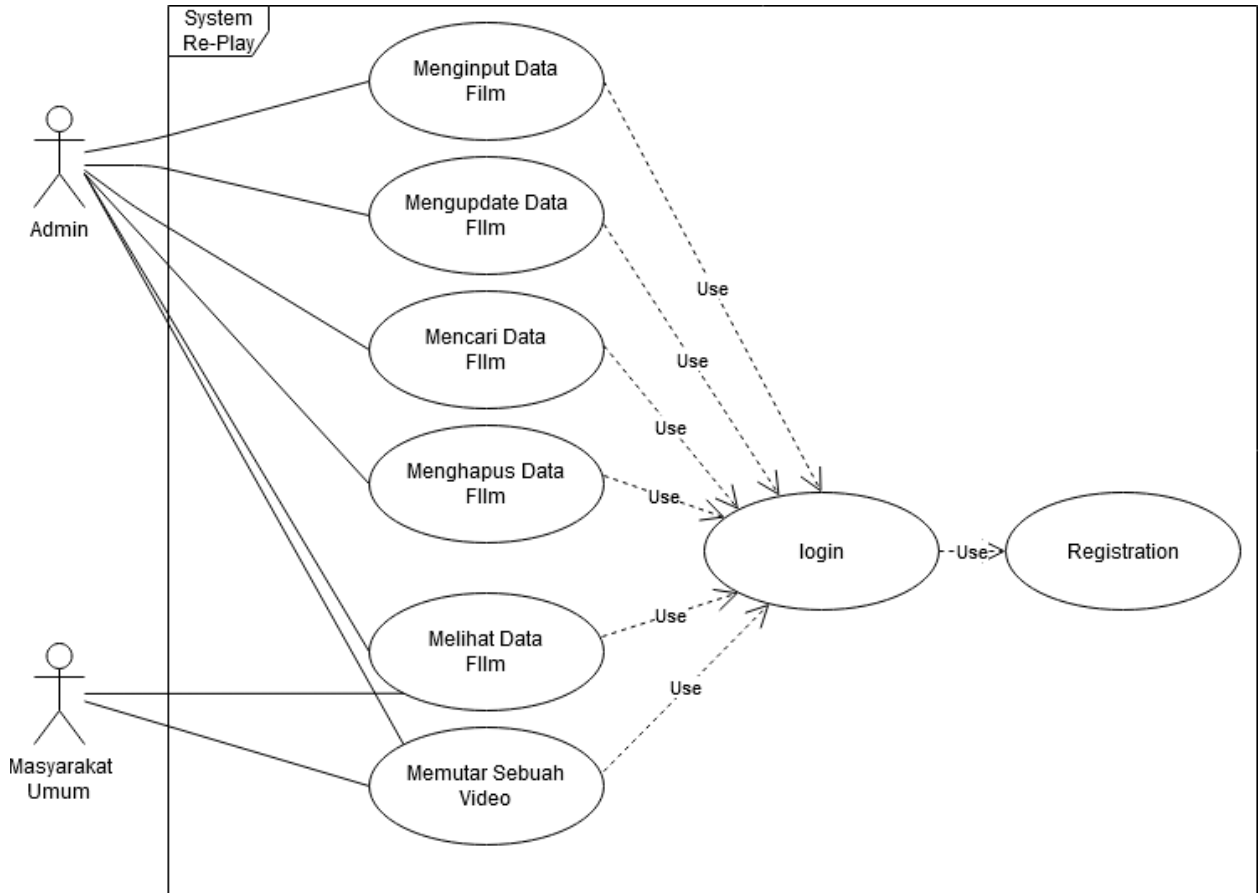 System
Re-Play
Menginput Data
Film
Use
Admin
Mengupdate Data
FIlm
Use
Mencari Data
FIlm
Use
Menghapus Data
FIlm
Use
login
Use
Registration
Melihat Data
FIlm
Use
Masyarakat
Umum
Memutar Sebuah
Video
Use